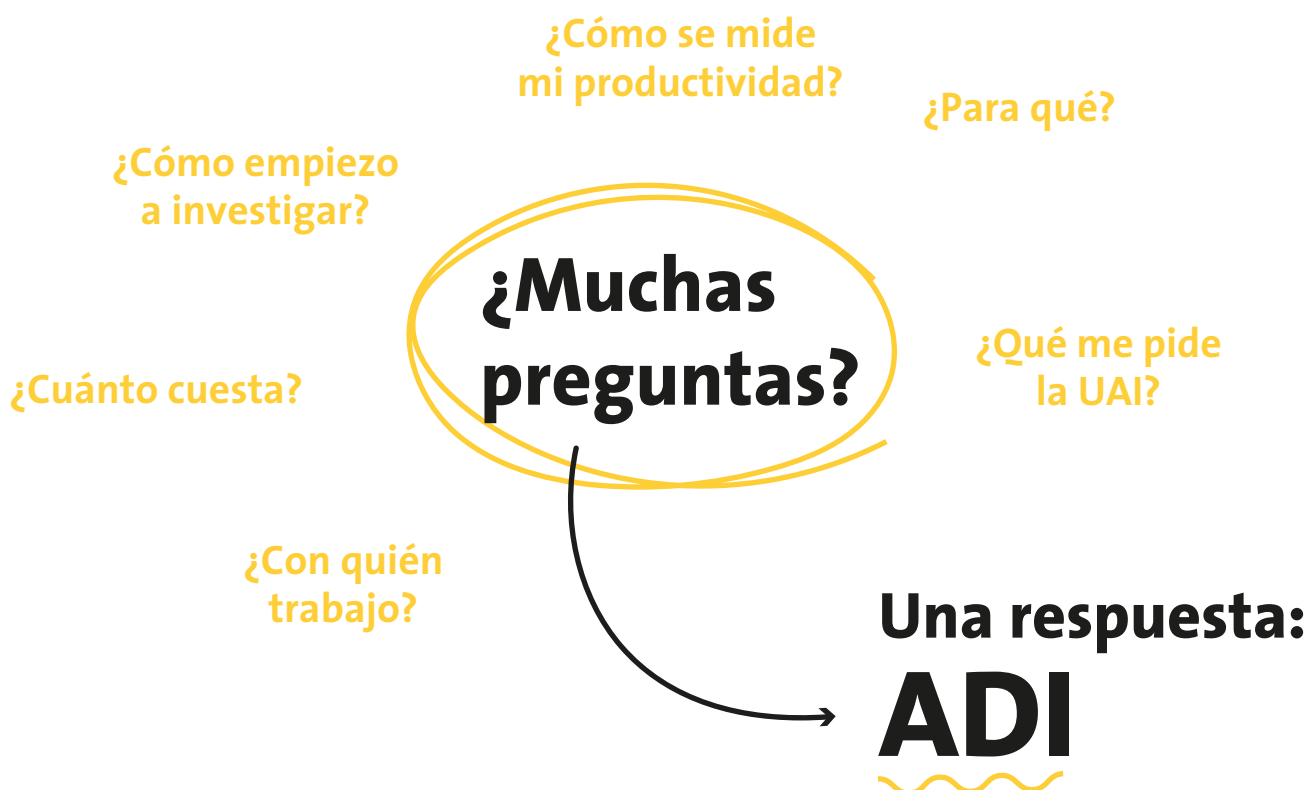 ¿Cómo se mide
mi productividad?
¿Para qué?
¿Cómo empiezo
a investigar?
¿Muchas
preguntas?
¿Qué me pide
la UAI?
¿Cuánto cuesta?
¿Con quién
trabajo?
Una respuesta:
ADI